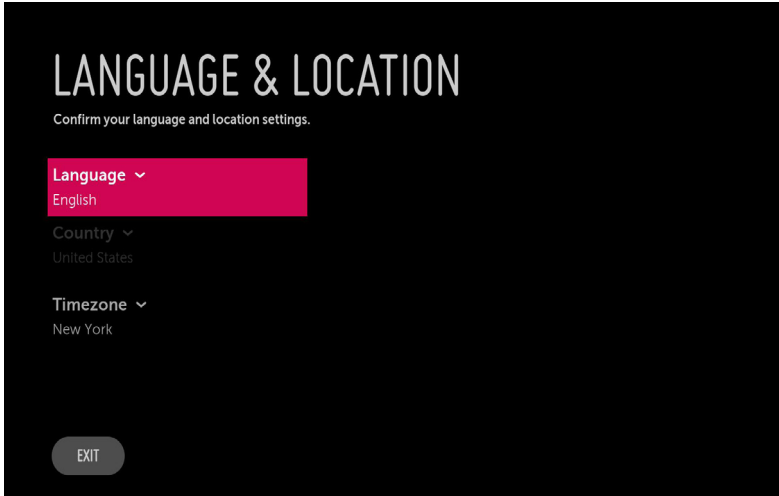 LANGUAGE & LOCATION
Confirm your language and location settings.
Language
English
Country
United States
Timezone
New York
EXIT